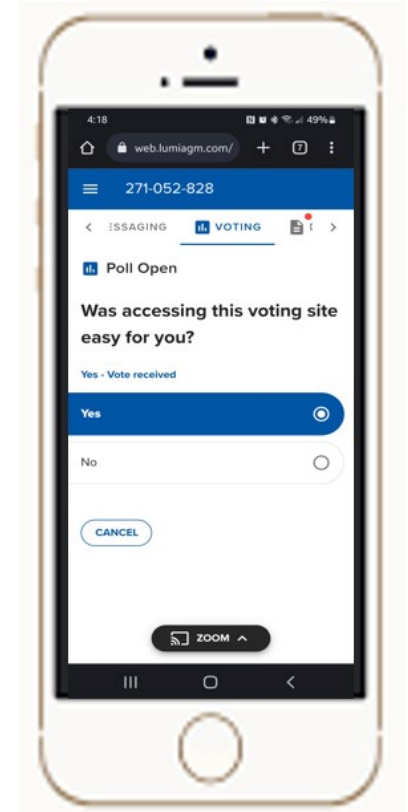 4:18 49%
web.lumiagm.com/ 7
271-052-828
ESSAGING VOTING
Poll Open
Was accessing this voting site
easy for you?
Yes - Vote received
Yes
No
CANCEL
ZOOM